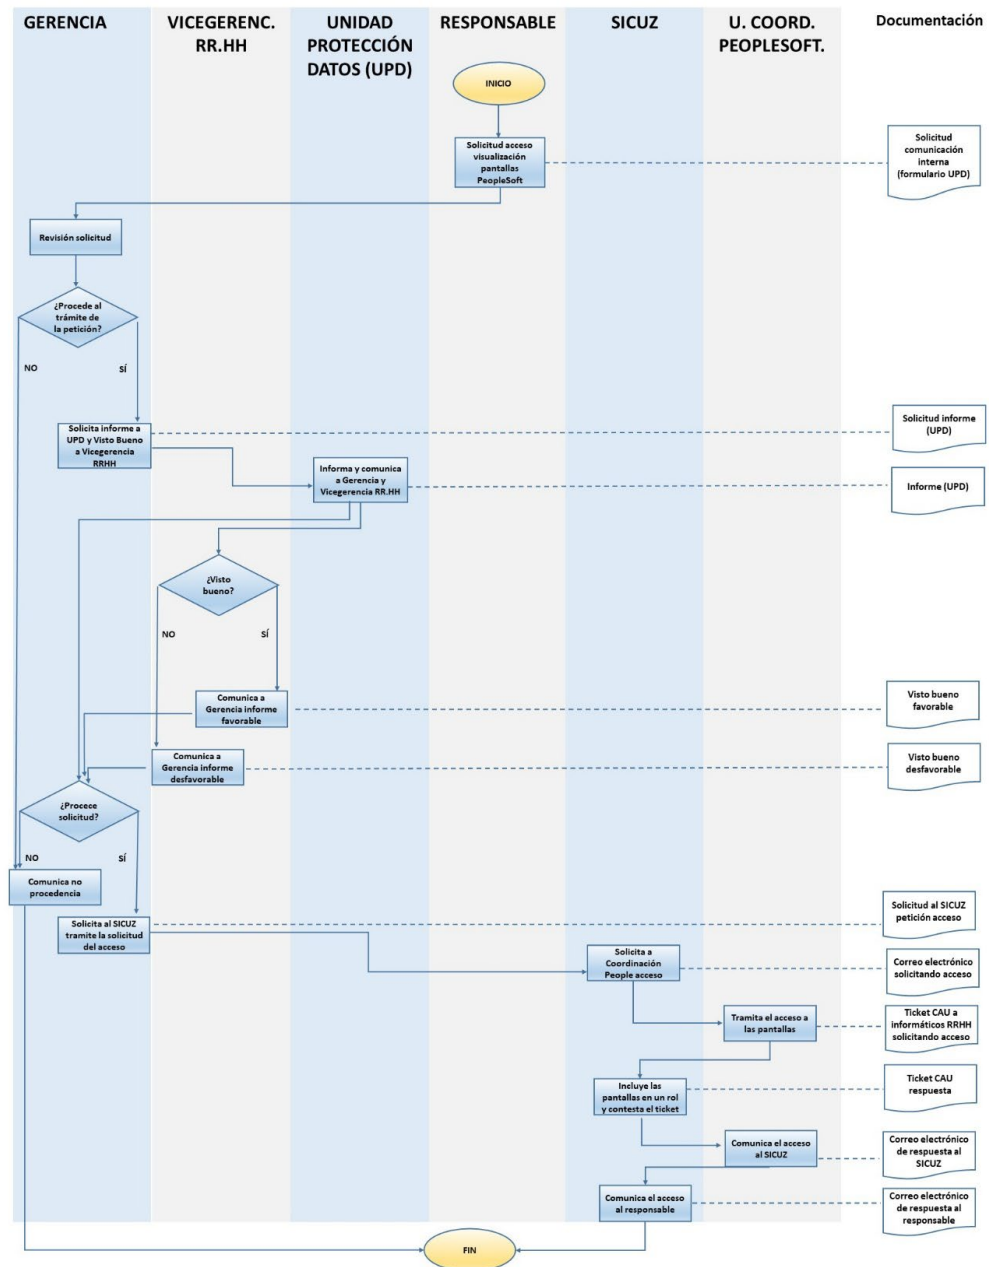 GERENCIA
VICEGERENC.
RR.HH
UNIDAD
PROTECCIÓN
DATOS (UPD)
RESPONSABLE
SICUZ
U. COORD.
PEOPLESOFT.
Documentación
INICIO
Solicitud acceso
visualización
pantallas
PeopleSoft
Solicitud
comunicación
interna
(formulario UPD)
Revisión solicitud
¿Procede al
trámite de
la petición?
NO
SÍ
Solicita informe a
UPD y Visto Bueno
a Vicegerencia
RRHH
Solicitud informe
(UPD)
Informa y comunica
a Gerencia y
Vicegerencia RR.HH
Informe (UPD)
¿Visto
bueno?
NO
SÍ
Comunica a
Gerencia informe
favorable
Visto bueno
favorable
Comunica a
Gerencia informe
desfavorable
Visto bueno
desfavorable
¿Procece
solicitud?
NO
SÍ
Comunica no
procedencia
Solicita al SICUZ
tramite la solicitud
del acceso
Solicitud al SICUZ
petición acceso
Solicita a
Coordinación
People acceso
Correo electrónico
solicitando acceso
Tramita el acceso a
las pantallas
Ticket CAU a
informáticos RRHH
solicitando acceso
Incluye las
pantallas en un rol
y contesta el ticket
Ticket CAU
respuesta
Comunica el acceso
al SICUZ
Correo electrónico
de respuesta al
SICUZ
Comunica el acceso
al responsable
Correo electrónico
de respuesta al
responsable
FIN